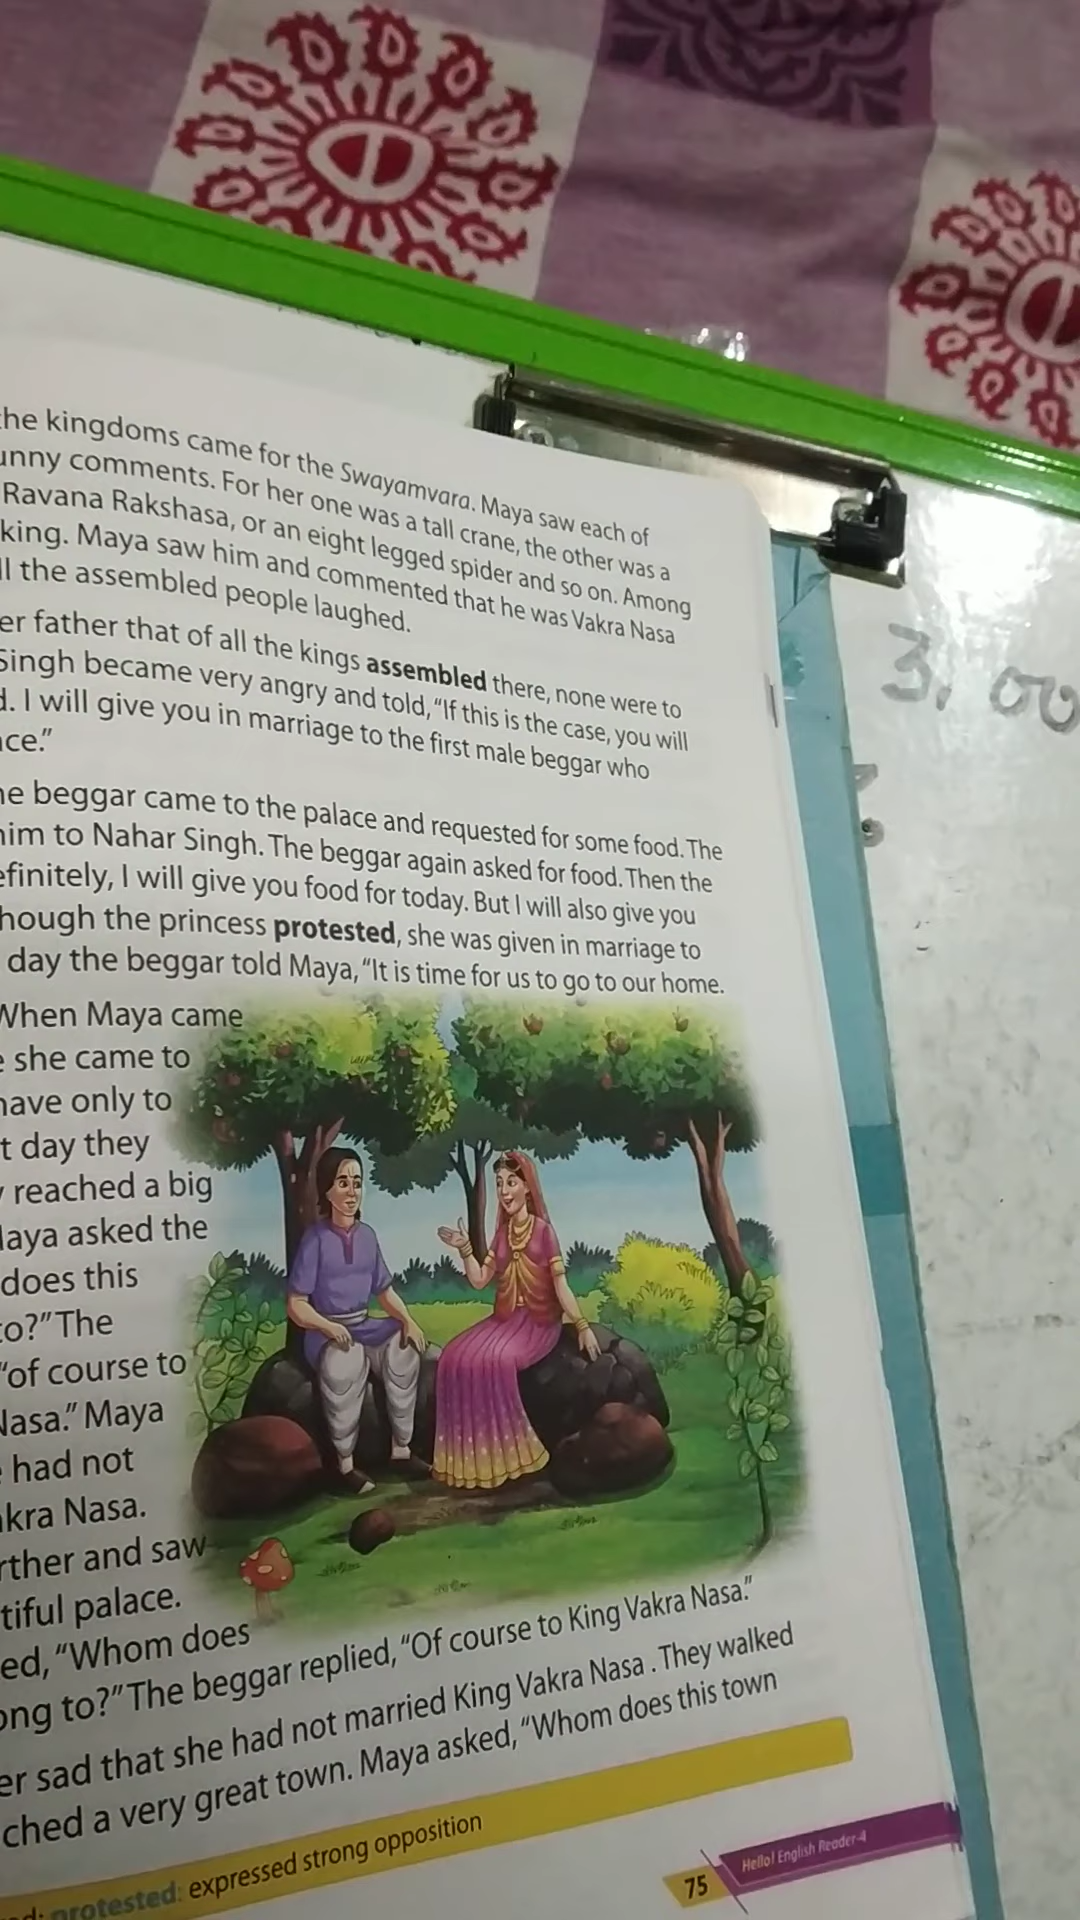 the kingdoms came for the Swayamvara. Maya saw each of
unny comments. For her one was a tall crane, the other was a
Ravana Rakshasa, or an eight legged spider and so on. Among
king. Maya saw him and commented that he was Vakra Nasa
ll the assembled people laughed.
er father that of all the kings assembled there, none were to
Singh became very angry and told, “If this is the case, you will
d. I will give you in marriage to the first male beggar who
ce.”
he beggar came to the palace and requested for some food. The
him to Nahar Singh. The beggar again asked for food. Then the
efinitely, I will give you food for today. But I will also give you
hough the princess protested, she was given in marriage to
day the beggar told Maya, “It is time for us to go to our home.
When Maya came
e she came to
have only to
t day they
y reached a big
Maya asked the
does this
to?” The
“of course to
Nasa.” Maya
e had not
akra Nasa.
rther and saw
tiful palace.
ed, “Whom does
ong to?” The beggar replied, “Of course to King Vakra Nasa.”
er sad that she had not married King Vakra Nasa . They walked
ched a very great town. Maya asked, “Whom does this town
d: protested: expressed strong opposition
75
Hello! English Reader-4
3. 00